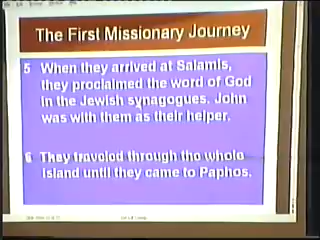 The First Missionary Journey
5 When they arrived at Salamis,
they proclaimed the word of God
in the Jewish synagogues. John
was with them as their helper.
6 They traveled through the whole
island until they came to Paphos.